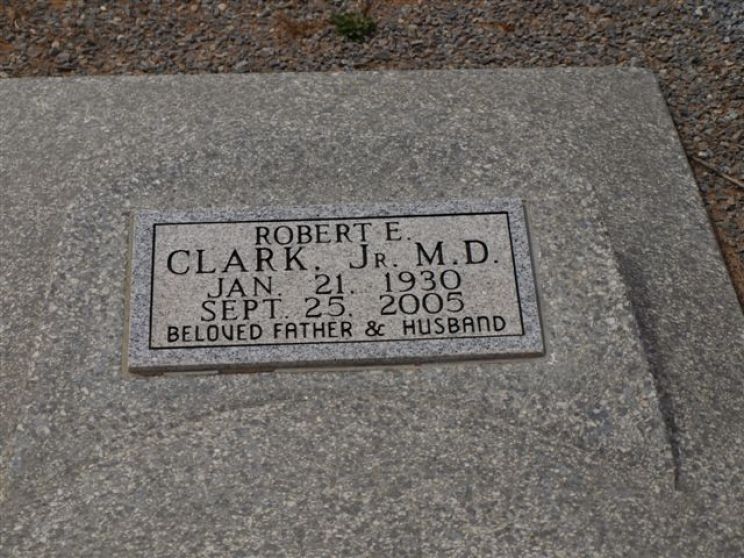 ROBERT E.
CLARK, JR. M.D.
JAN. 21. 1930
SEPT. 25. 2005
BELOVED FATHER & HUSBAND